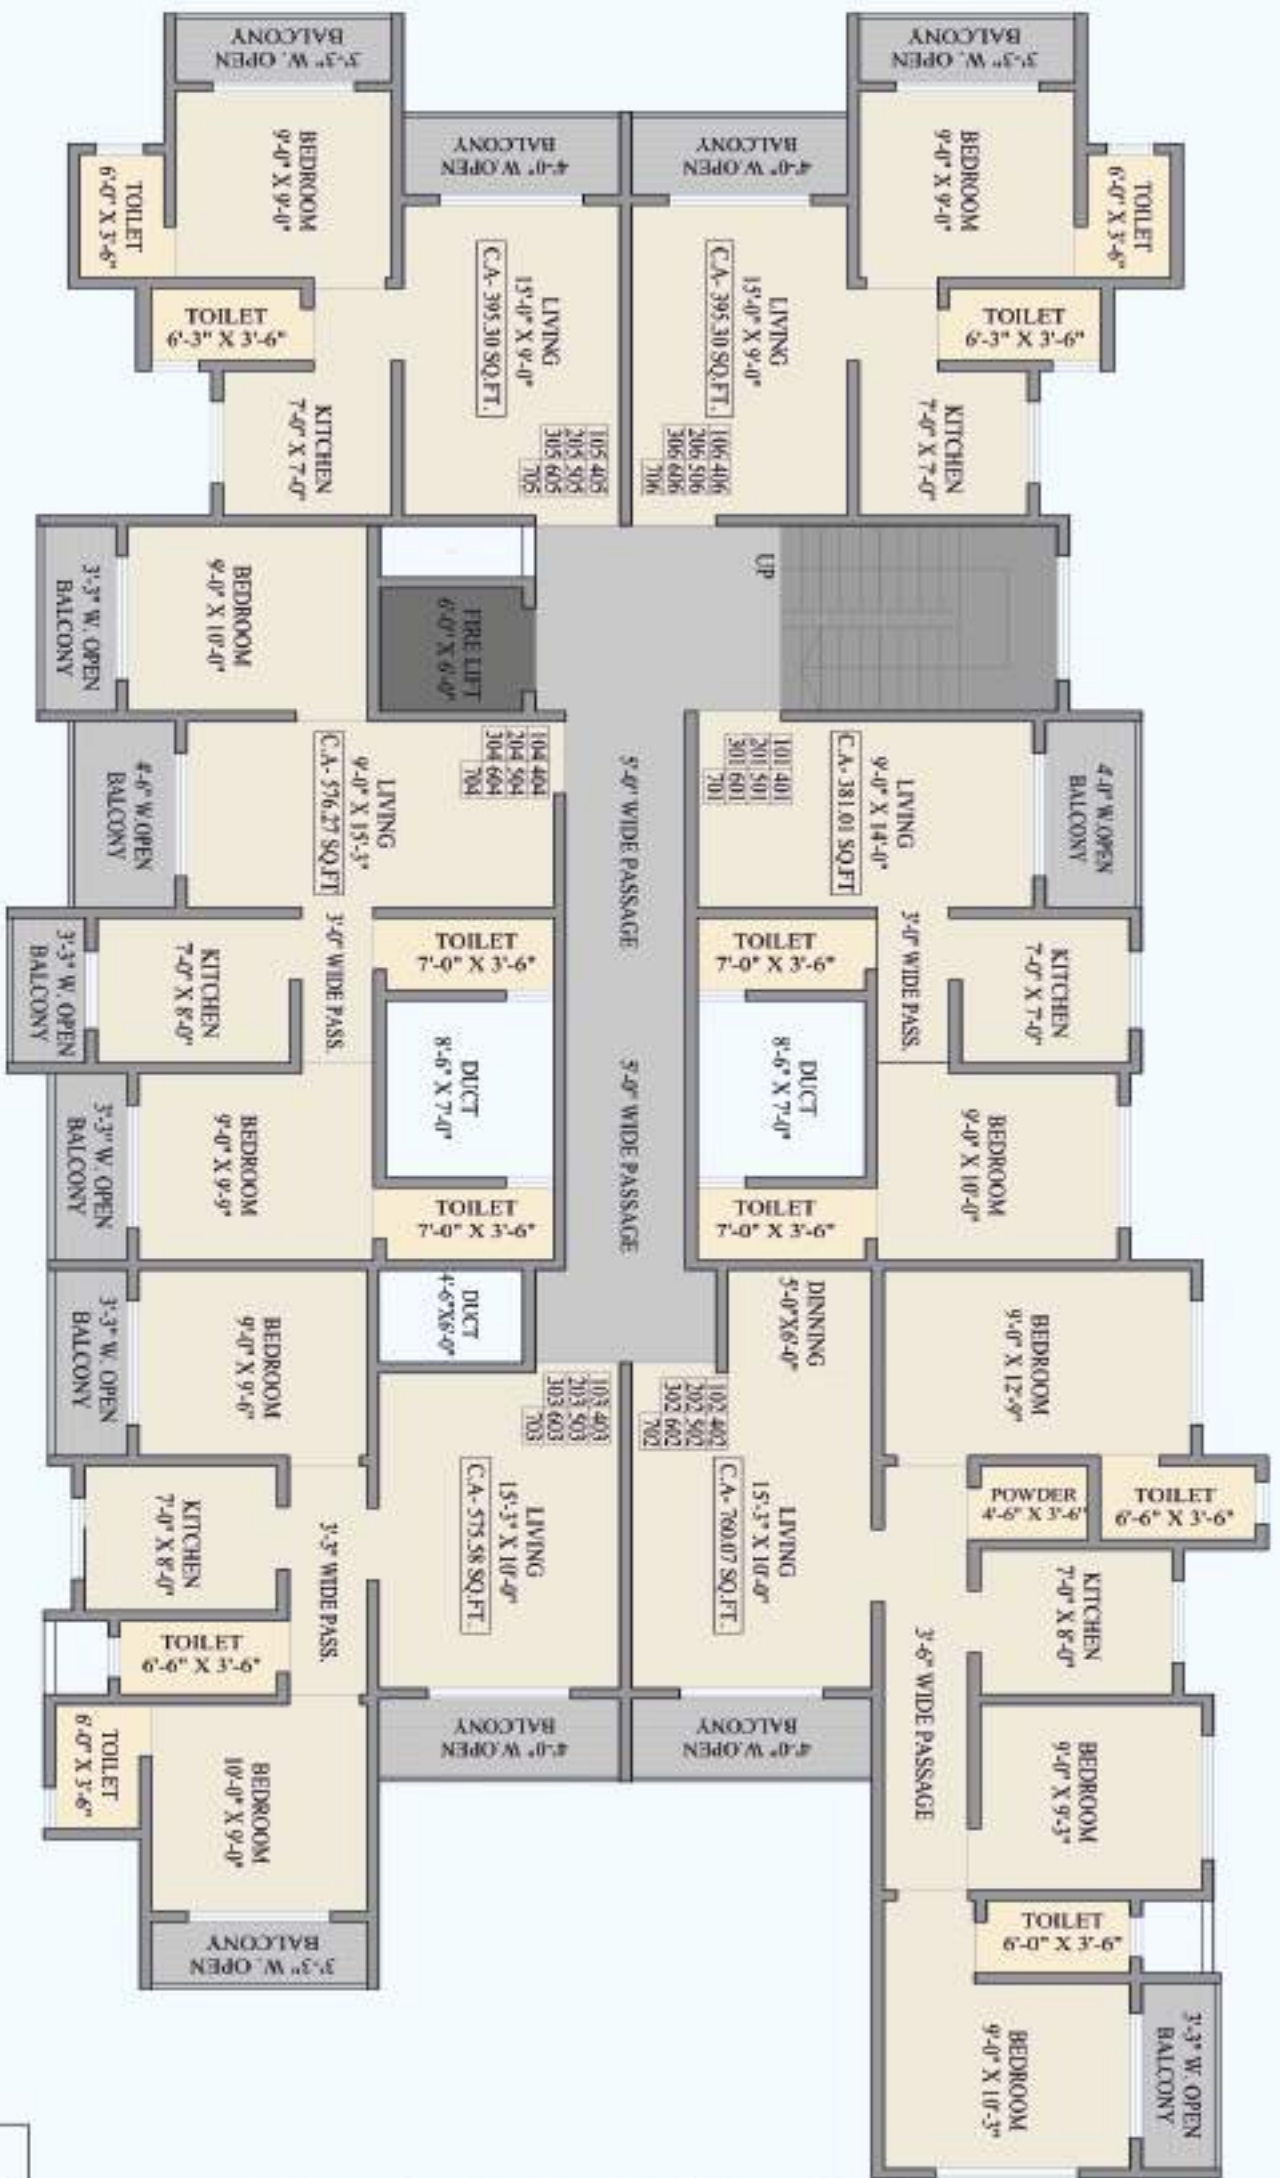 3'-3" W. OPEN
BALCONY
BEDROOM
9'-0" X 9'-0"
TOILET
6'-0" X 3'-6"
TOILET
6'-3" X 3'-6"
KITCHEN
7'-0" X 7'-0"
4'-0" W.OPEN
BALCONY
LIVING
15'-0" X 9'-0"
C.A- 395.30 SQ.FT.
105 405
205 505
305 605
705
4'-0" W.OPEN
BALCONY
LIVING
15'-0" X 9'-0"
C.A- 395.30 SQ.FT.
106 406
206 506
306 606
706
3'-3" W. OPEN
BALCONY
BEDROOM
9'-0" X 9'-0"
TOILET
6'-0" X 3'-6"
TOILET
6'-3" X 3'-6"
KITCHEN
7'-0" X 7'-0"
BEDROOM
9'-0" X 10'-0"
3'-3" W. OPEN
BALCONY
FIRE LIFT
6'-0" X 6'-0"
UP
104 404
204 504
304 604
704
LIVING
9'-0" X 15'-3"
C.A- 576.27 SQ.FT
4'-6" W.OPEN
BALCONY
5'-0" WIDE PASSAGE
101 401
201 501
301 601
701
LIVING
9'-0" X 14'-0"
C.A- 381.01 SQ.FT
4'-0" W.OPEN
BALCONY
3'-3" W. OPEN
BALCONY
KITCHEN
7'-0" X 8'-0"
3'-0" WIDE PASS.
TOILET
7'-0" X 3'-6"
TOILET
7'-0" X 3'-6"
3'-0" WIDE PASS.
KITCHEN
7'-0" X 7'-0"
DUCT
8'-6" X 7'-0"
DUCT
8'-6" X 7'-0"
5'-0" WIDE PASSAGE
3'-3" W. OPEN
BALCONY
BEDROOM
9'-0" X 9'-9"
TOILET
7'-0" X 3'-6"
TOILET
7'-0" X 3'-6"
BEDROOM
9'-0" X 10'-0"
3'-3" W. OPEN
BALCONY
BEDROOM
9'-0" X 9'-6"
DUCT
4'-6"X6'-0"
DINNING
5'-0"X6'-0"
BEDROOM
9'-0" X 12'-9"
103 403
203 503
303 603
703
LIVING
15'-3" X 10'-0"
C.A- 575.58 SQ.FT.
102 402
202 502
302 602
702
LIVING
15'-3" X 10'-0"
C.A- 760.07 SQ.FT.
POWDER
4'-6" X 3'-6"
TOILET
6'-6" X 3'-6"
KITCHEN
7'-0" X 8'-0"
3'-3" WIDE PASS.
KITCHEN
7'-0" X 8'-0"
TOILET
6'-6" X 3'-6"
3'-6" WIDE PASSAGE
TOILET
6'-0" X 3'-6"
BEDROOM
10'-0" X 9'-0"
4'-0" W.OPEN
BALCONY
4'-0" W.OPEN
BALCONY
BEDROOM
9'-0" X 9'-3"
3'-3" W. OPEN
BALCONY
TOILET
6'-0" X 3'-6"
BEDROOM
9'-0" X 10'-3"
3'-3" W. OPEN
BALCONY